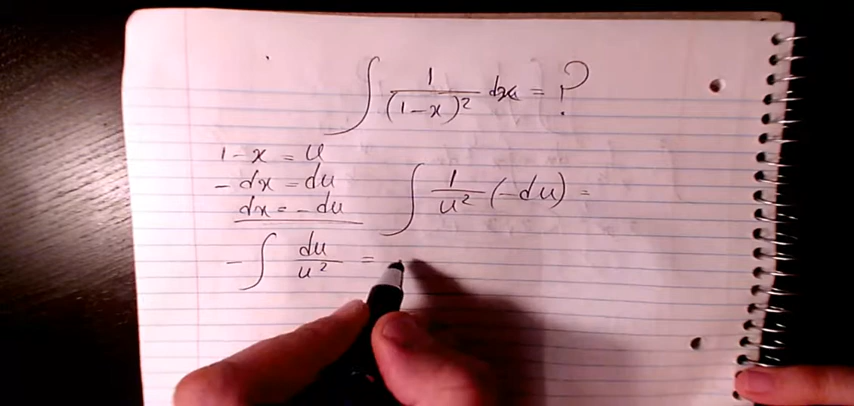 ∫ 1/(1-x)² dx = ?
1-x = u
-dx = du
dx = -du
∫ 1/u² (-du) =
-∫ du/u² =